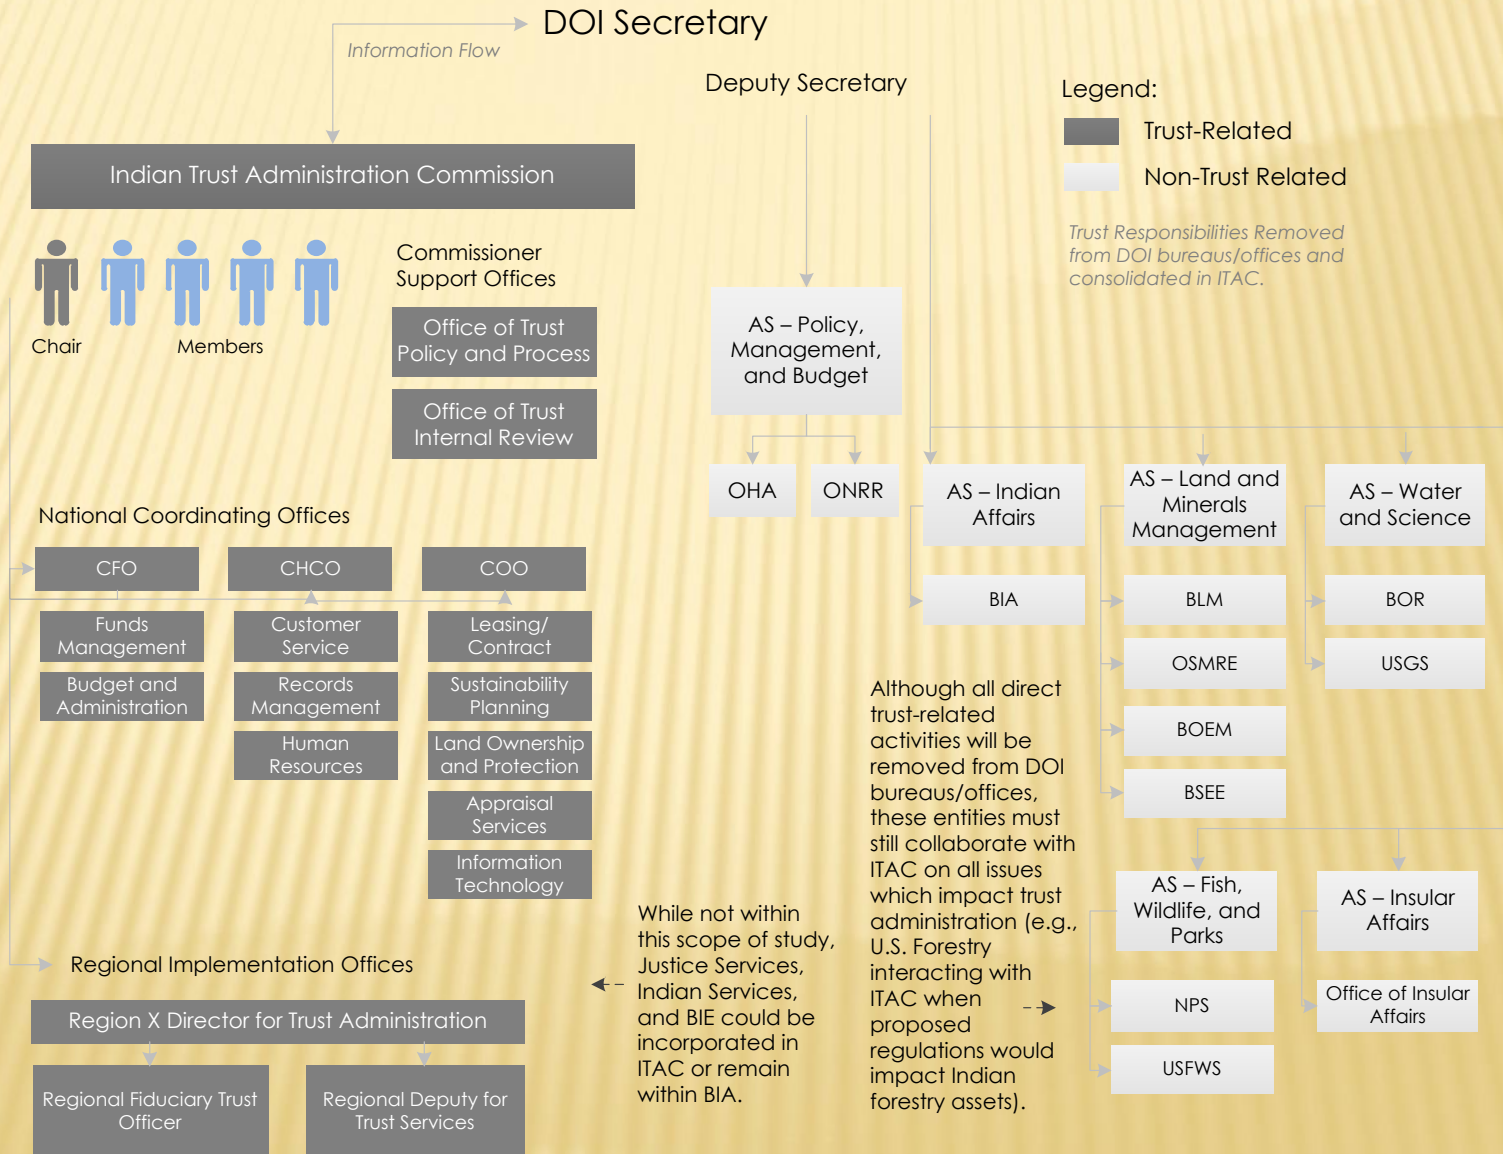 DOI Secretary
Information Flow
Deputy Secretary
Legend:
Trust-Related
Non-Trust Related
Trust Responsibilities Removed
from DOI bureaus/offices and
consolidated in ITAC.
Indian Trust Administration Commission
Chair
Members
Commissioner
Support Offices
Office of Trust
Policy and Process
Office of Trust
Internal Review
AS – Policy,
Management,
and Budget
OHA
ONRR
AS – Indian
Affairs
BIA
AS – Land and
Minerals
Management
BLM
OSMRE
BOEM
BSEE
AS – Water
and Science
BOR
USGS
National Coordinating Offices
CFO
Funds
Management
Budget and
Administration
CHCO
Customer
Service
Records
Management
Human
Resources
COO
Leasing/
Contract
Sustainability
Planning
Land Ownership
and Protection
Appraisal
Services
Information
Technology
Although all direct
trust-related
activities will be
removed from DOI
bureaus/offices,
these entities must
still collaborate with
ITAC on all issues
which impact trust
administration (e.g.,
U.S. Forestry
interacting with
ITAC when
proposed
regulations would
impact Indian
forestry assets).
AS – Fish,
Wildlife, and
Parks
NPS
USFWS
AS – Insular
Affairs
Office of Insular
Affairs
While not within
this scope of study,
Justice Services,
Indian Services,
and BIE could be
incorporated in
ITAC or remain
within BIA.
Regional Implementation Offices
Region X Director for Trust Administration
Regional Fiduciary Trust
Officer
Regional Deputy for
Trust Services